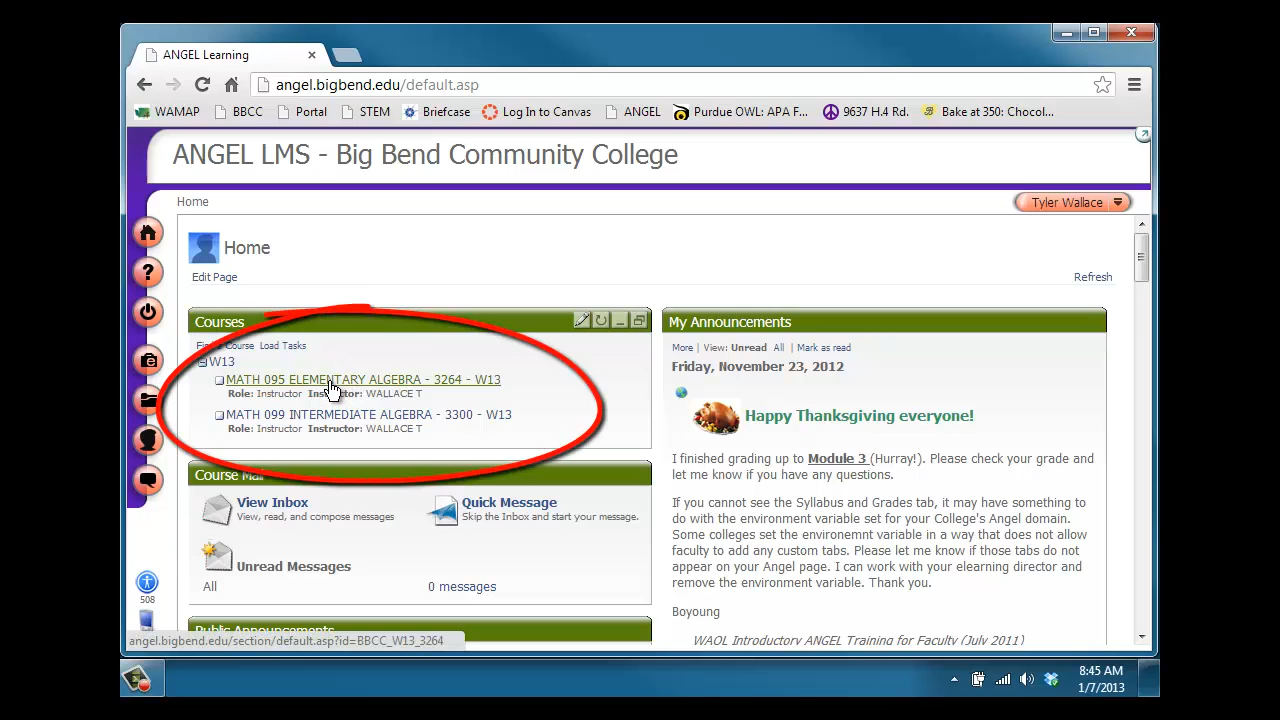 ANGEL Learning
angel.bigbend.edu/default.asp
WAMAP BBCC Portal STEM Briefcase Log In to Canvas ANGEL Purdue OWL: APA F... 9637 H.4 Rd. Bake at 350: Chocol...
ANGEL LMS - Big Bend Community College
Home
Tyler Wallace
Home
Edit Page
Refresh
Courses
Course Load Tasks
W13
MATH 095 ELEMENTARY ALGEBRA - 3264 - W13
Role: Instructor Instructor: WALLACE T
MATH 099 INTERMEDIATE ALGEBRA - 3300 - W13
Role: Instructor Instructor: WALLACE T
Course Mail
View Inbox
View, read, and compose messages
Quick Message
Skip the Inbox and start your message.
Unread Messages
All
0 messages
Public Announcements
My Announcements
More | View: Unread All | Mark as read
Friday, November 23, 2012
Happy Thanksgiving everyone!
I finished grading up to Module 3 (Hurray!). Please check your grade and
let me know if you have any questions.
If you cannot see the Syllabus and Grades tab, it may have something to
do with the environment variable set for your College's Angel domain.
Some colleges set the environemnt variable in a way that does not allow
faculty to add any custom tabs. Please let me know if those tabs do not
appear on your Angel page. I can work with your elearning director and
remove the environment variable. Thank you.
Boyoung
WAOL Introductory ANGEL Training for Faculty (July 2011)
508
angel.bigbend.edu/section/default.asp?id=BBCC_W13_3264
8:45 AM
1/7/2013